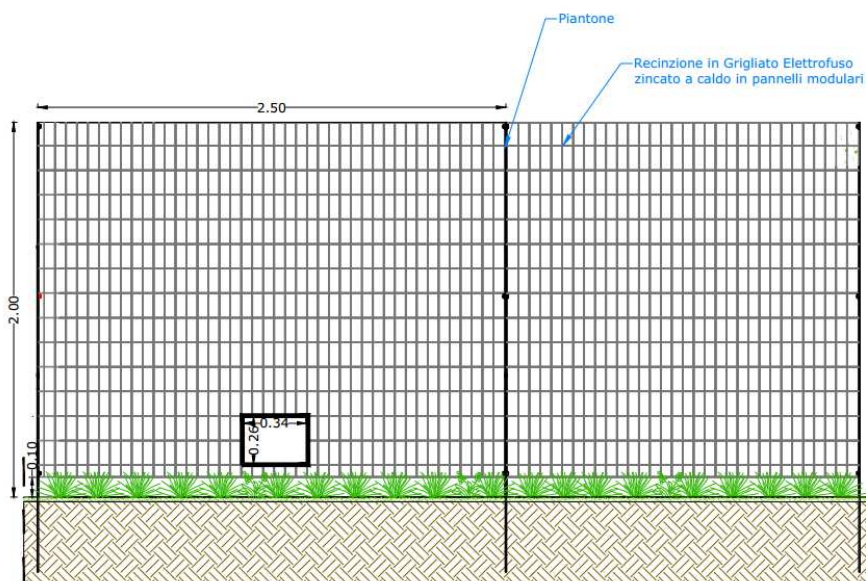 Piantone
Recinzione in Grigliato Elettrofuso
zincato a caldo in pannelli modulari
2.50
2.00
0.34
0.26
0.10